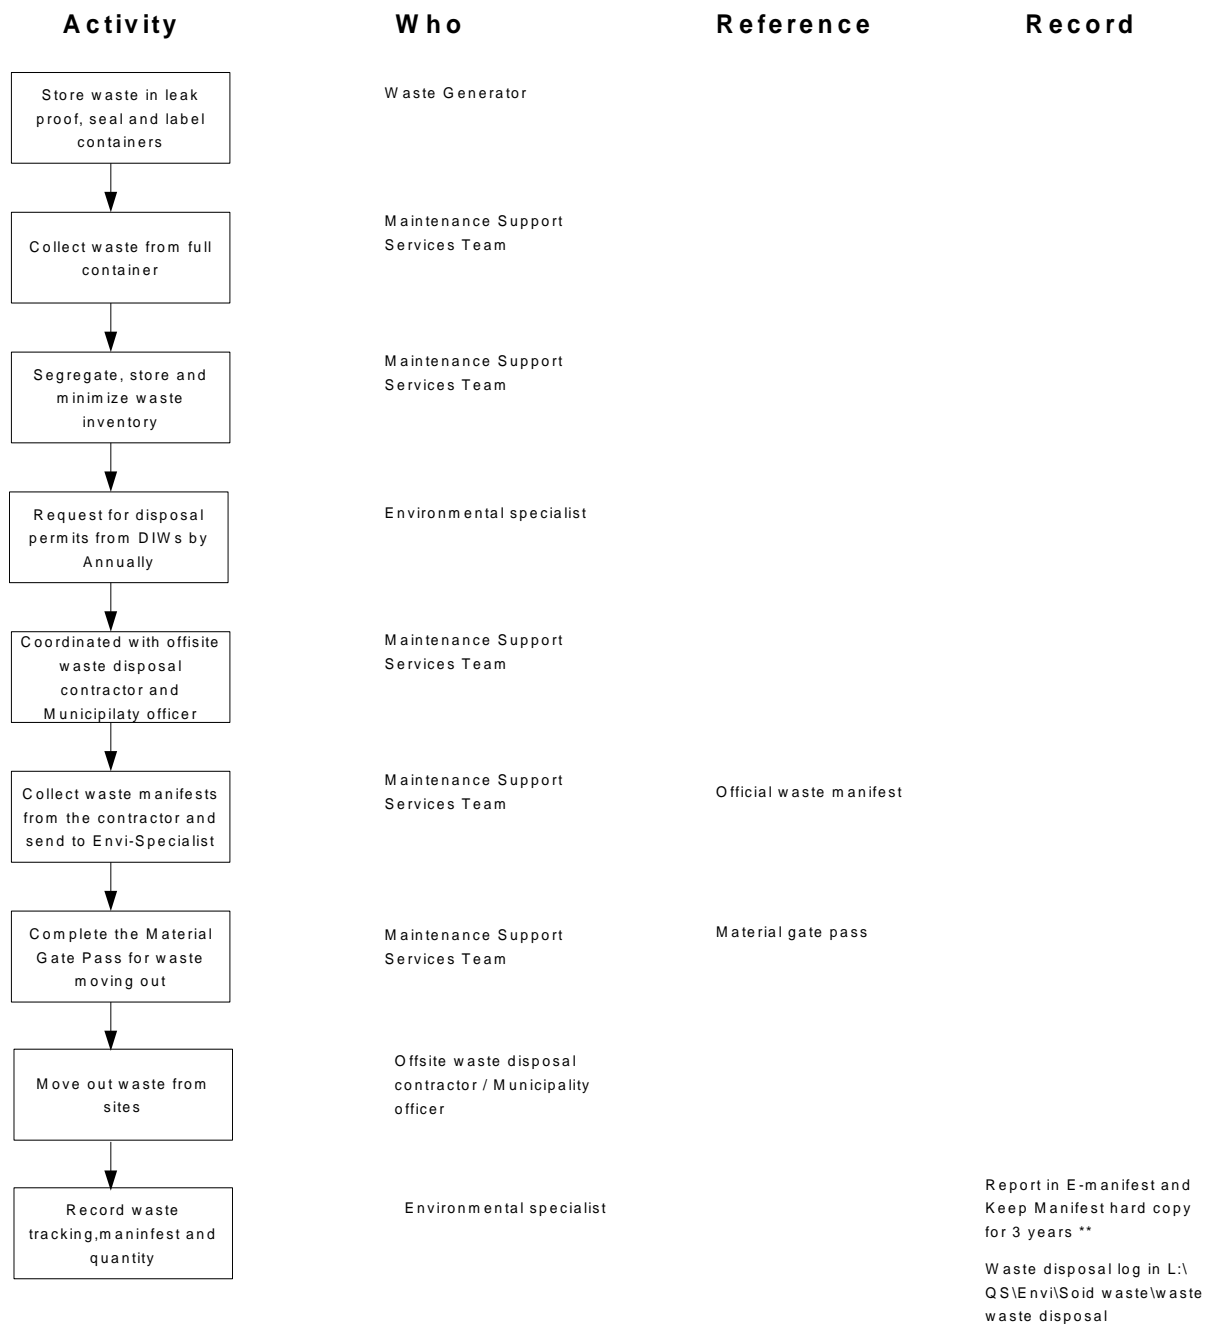 Activity Who Reference Record
Store waste in leak
proof, seal and label
containers
Waste Generator
Collect waste from full
container
Maintenance Support
Services Team
Segregate, store and
minimize waste
inventory
Maintenance Support
Services Team
Request for disposal
permits from DIWs by
Annually
Environmental specialist
Coordinated with offisite
waste disposal
contractor and
Municipilaty officer
Maintenance Support
Services Team
Collect waste manifests
from the contractor and
send to Envi-Specialist
Maintenance Support
Services Team
Official waste manifest
Complete the Material
Gate Pass for waste
moving out
Maintenance Support
Services Team
Material gate pass
Move out waste from
sites
Offsite waste disposal
contractor / Municipality
officer
Record waste
tracking,maninfest and
quantity
Environmental specialist
Report in E-manifest and
Keep Manifest hard copy
for 3 years **
Waste disposal log in L:\
QS\Envi\Soid waste\waste
waste disposal